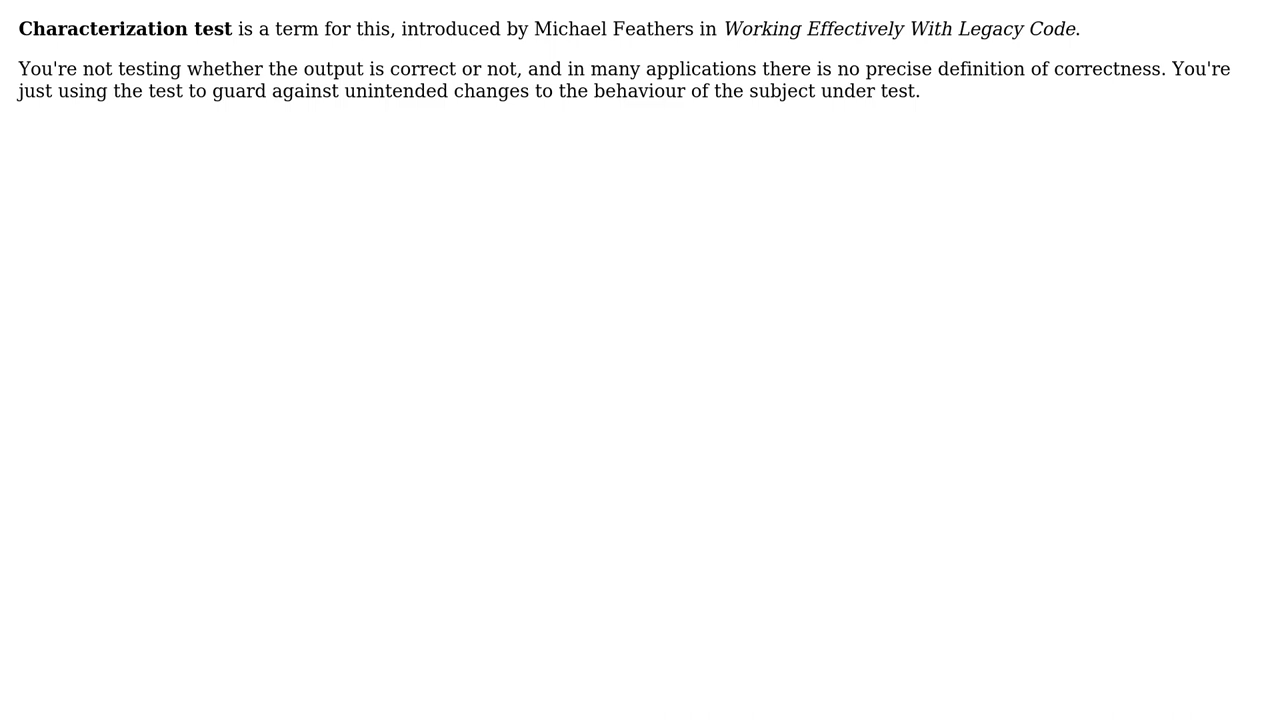 Characterization test is a term for this, introduced by Michael Feathers in Working Effectively With Legacy Code.
You're not testing whether the output is correct or not, and in many applications there is no precise definition of correctness. You're
just using the test to guard against unintended changes to the behaviour of the subject under test.